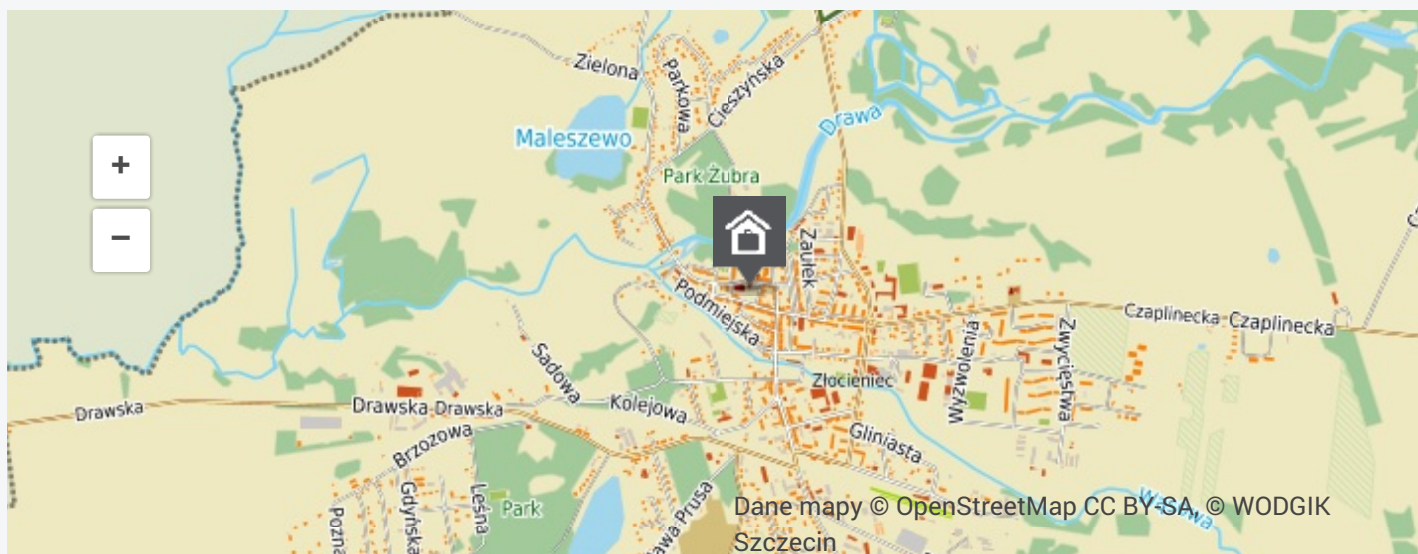 Zielona
Parkowa
Cieszyńska
Maleszewo
Drawa
Park Żubra
+
−
Zaułek
Podmiejska
Czaplinecka Czaplinecka
Zwycięstwa
Wyzwolenia
Sadowa
Złocieniec
Drawska
Drawska Drawska
Kolejowa
Brzozowa
Gliniasta
Gdyńska
Leśna
Park
Dane mapy © OpenStreetMap CC BY-SA, © WODGIK
Szczecin